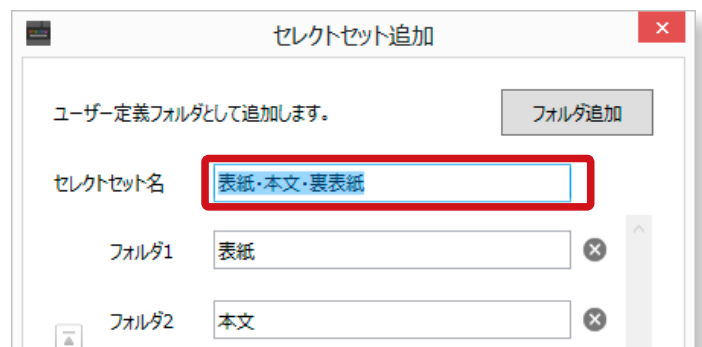 セレクトセット追加
ユーザー定義フォルダとして追加します。 フォルダ追加
セレクトセット名 表紙・本文・裏表紙
フォルダ1 表紙
フォルダ2 本文